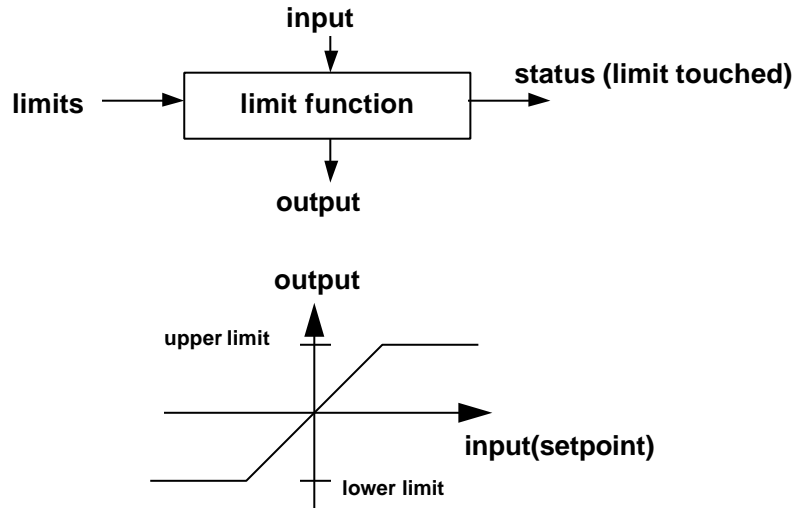 input
status (limit touched)
limits
limit function
output
output
upper limit
input(setpoint)
lower limit